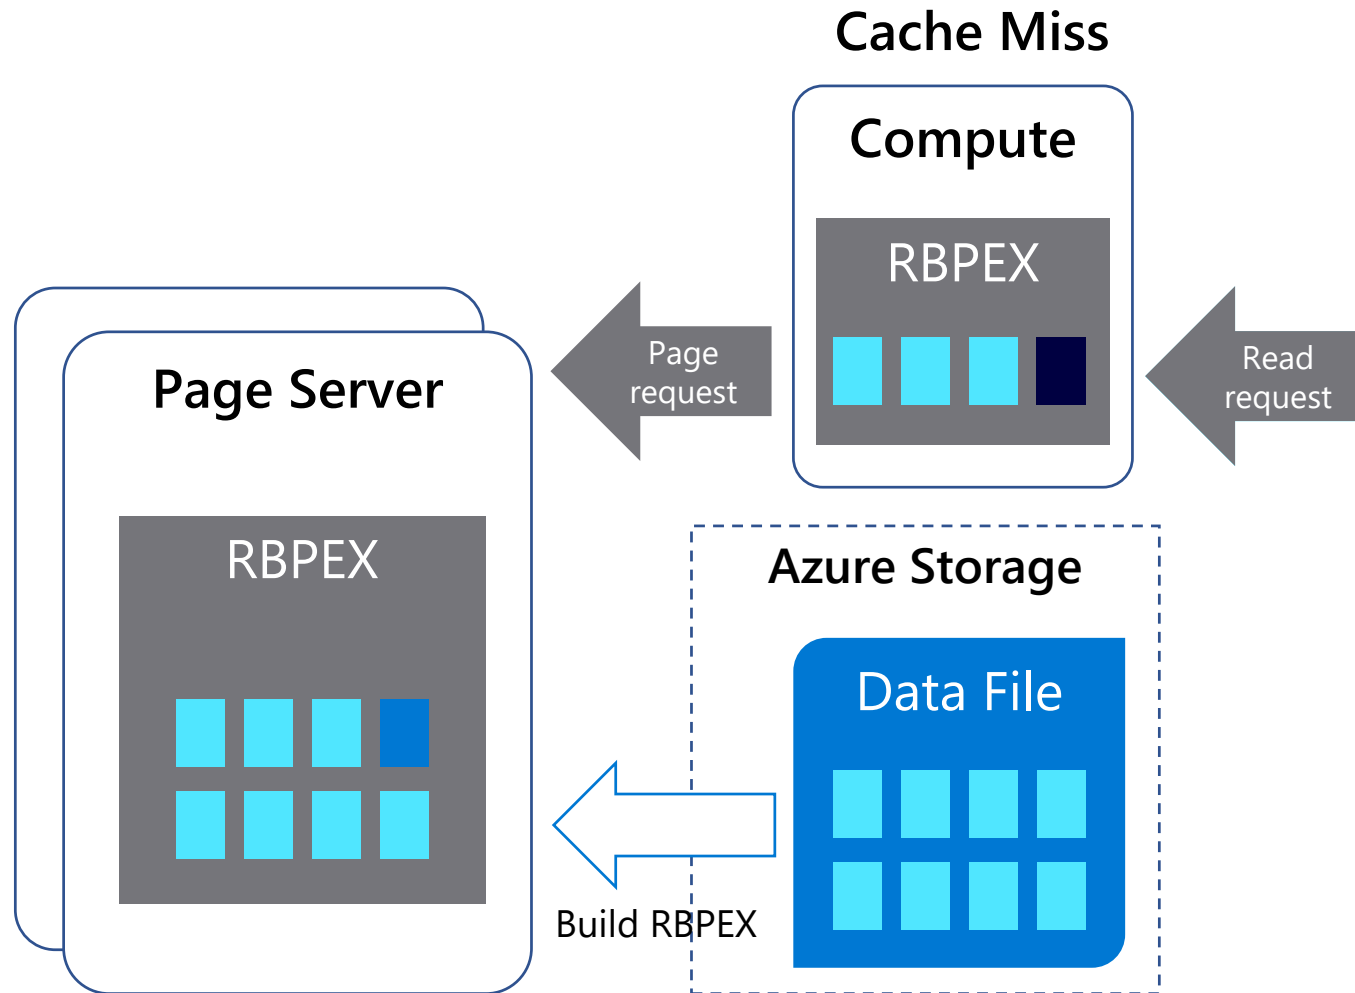 Cache Miss
Compute
RBPEX
Page
request
Read
request
Page Server
RBPEX
Azure Storage
Data File
Build RBPEX